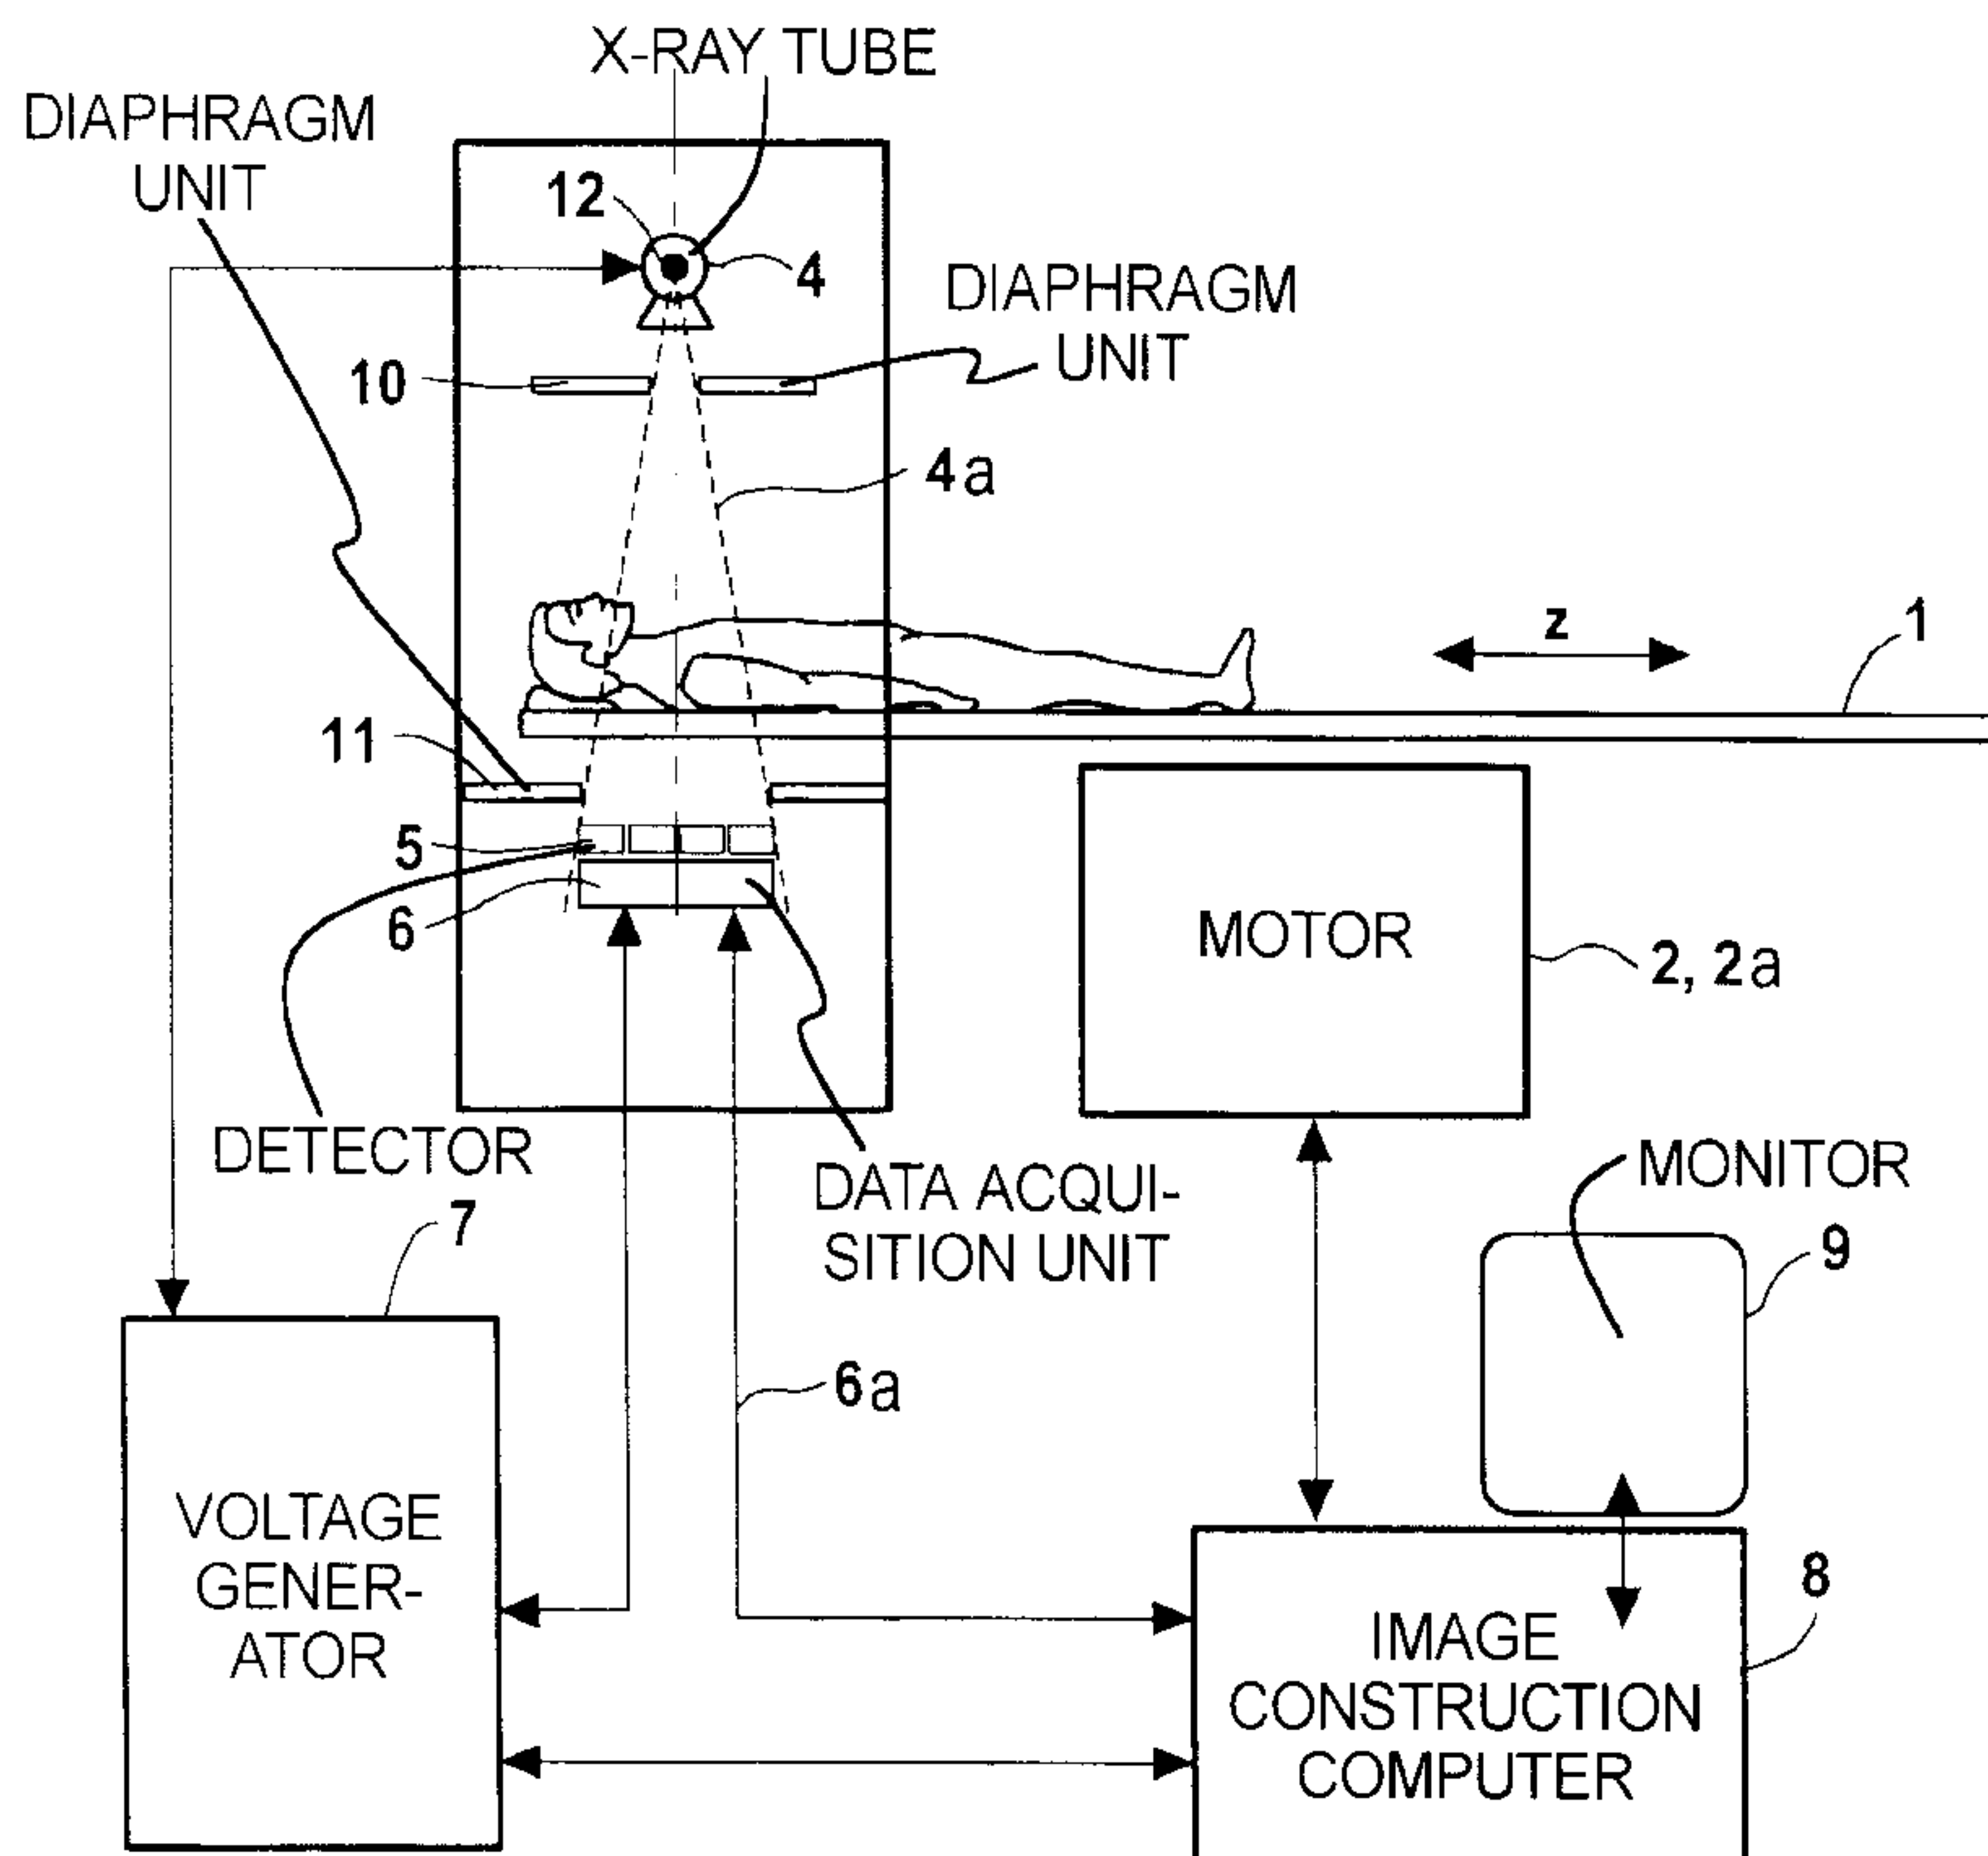 X-RAY TUBE
DIAPHRAGM
UNIT
12
4
DIAPHRAGM
UNIT
10
4a
z
1
11
5
6
MOTOR
2, 2a
DETECTOR
DATA ACQUI-
SITION UNIT
MONITOR
7
9
6a
VOLTAGE
GENER-
ATOR
8
IMAGE
CONSTRUCTION
COMPUTER